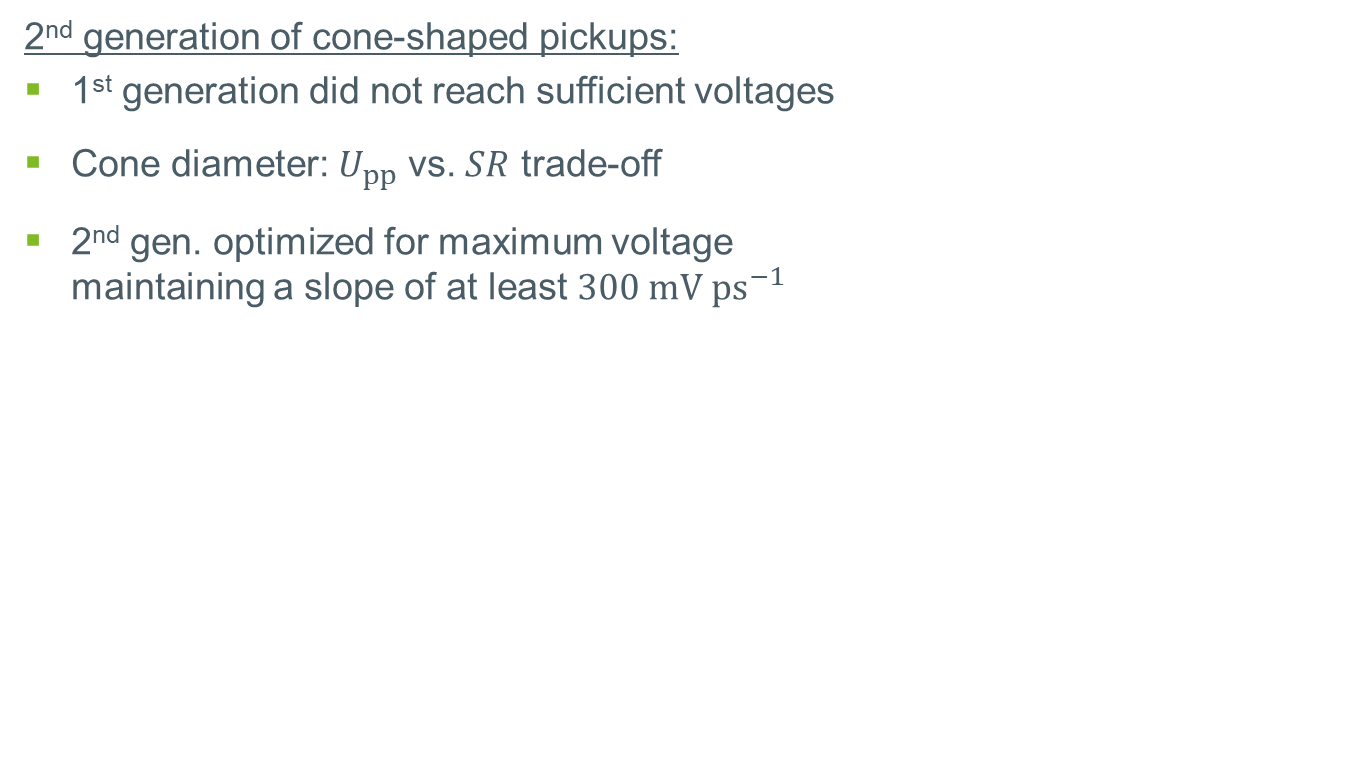 2nd generation of cone-shaped pickups:
▪ 1st generation did not reach sufficient voltages
▪ Cone diameter: Upp vs. SR trade-off
▪ 2nd gen. optimized for maximum voltage
maintaining a slope of at least 300 mV ps⁻¹